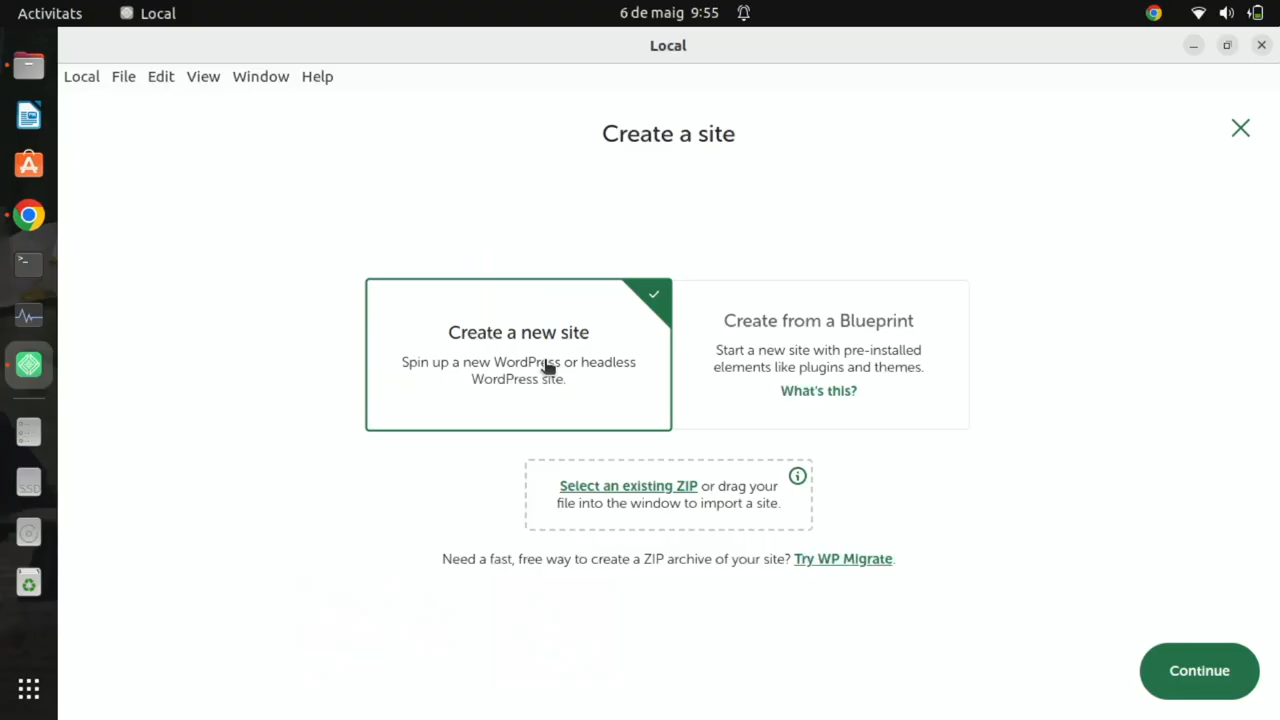 Activitats
Local
6 de maig 9:55
Local
Local File Edit View Window Help
Create a site
Create a new site
Spin up a new WordPress or headless
WordPress site.
Create from a Blueprint
Start a new site with pre-installed
elements like plugins and themes.
What's this?
Select an existing ZIP or drag your
file into the window to import a site.
Need a fast, free way to create a ZIP archive of your site? Try WP Migrate.
Continue
SSD